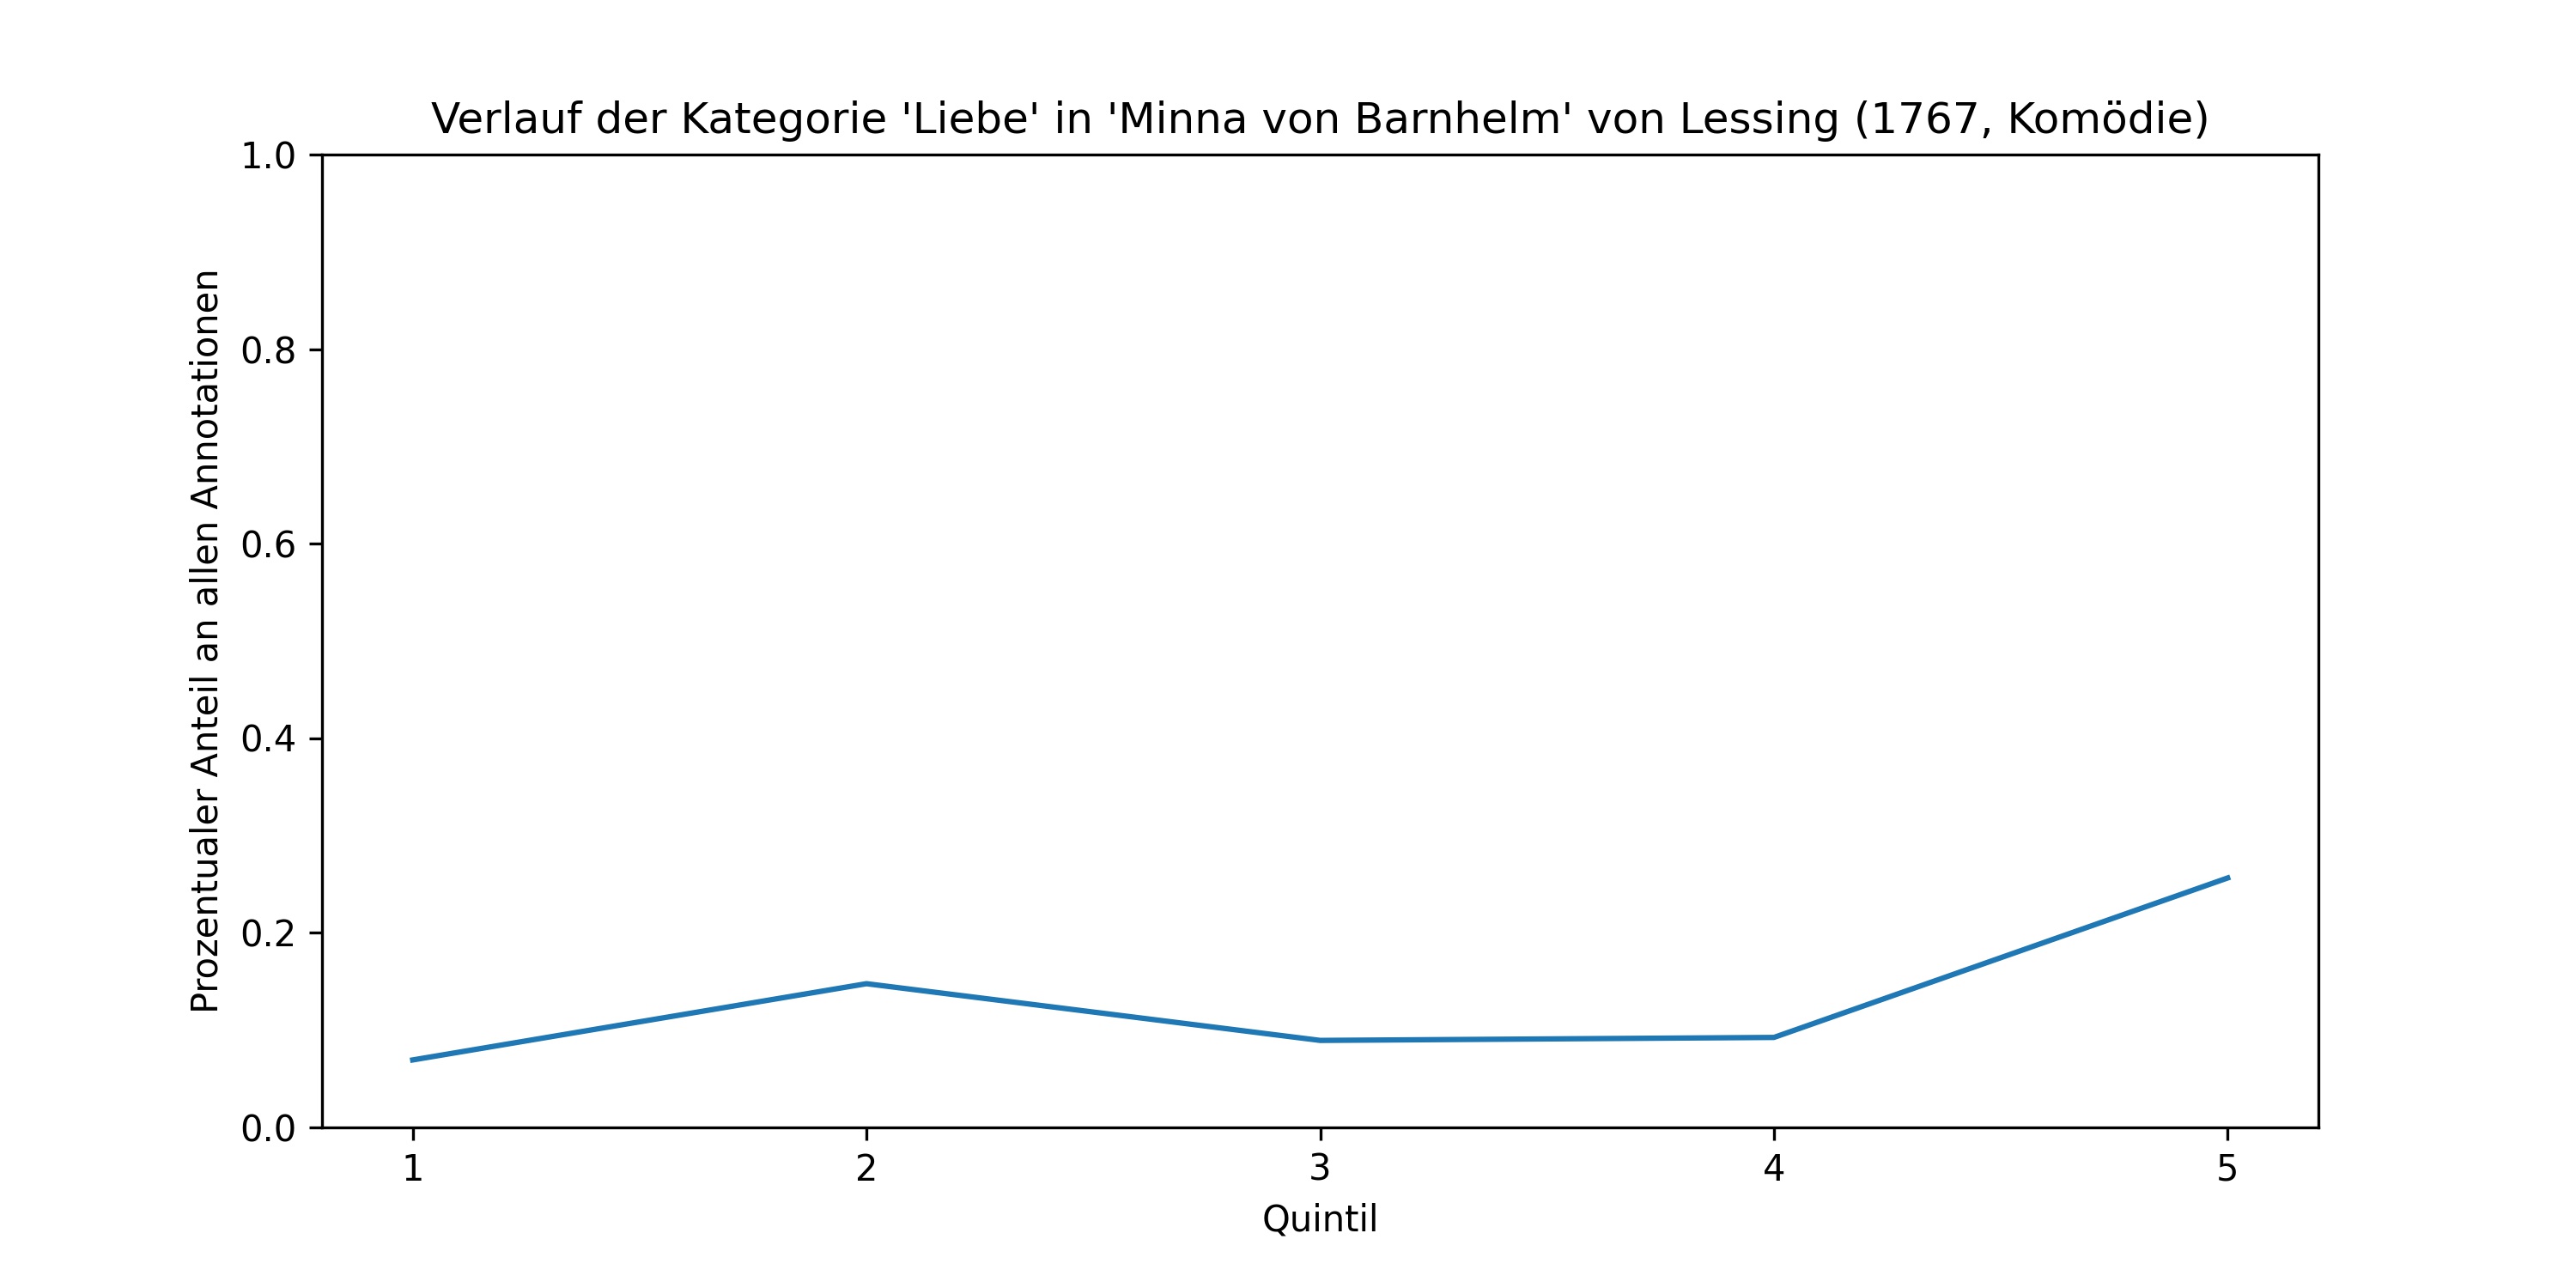 Verlauf der Kategorie 'Liebe' in 'Minna von Barnhelm' von Lessing (1767, Komödie)
Prozentualer Anteil an allen Annotationen
1.0
0.8
0.6
0.4
0.2
0.0
1 2 3 4 5
Quintil